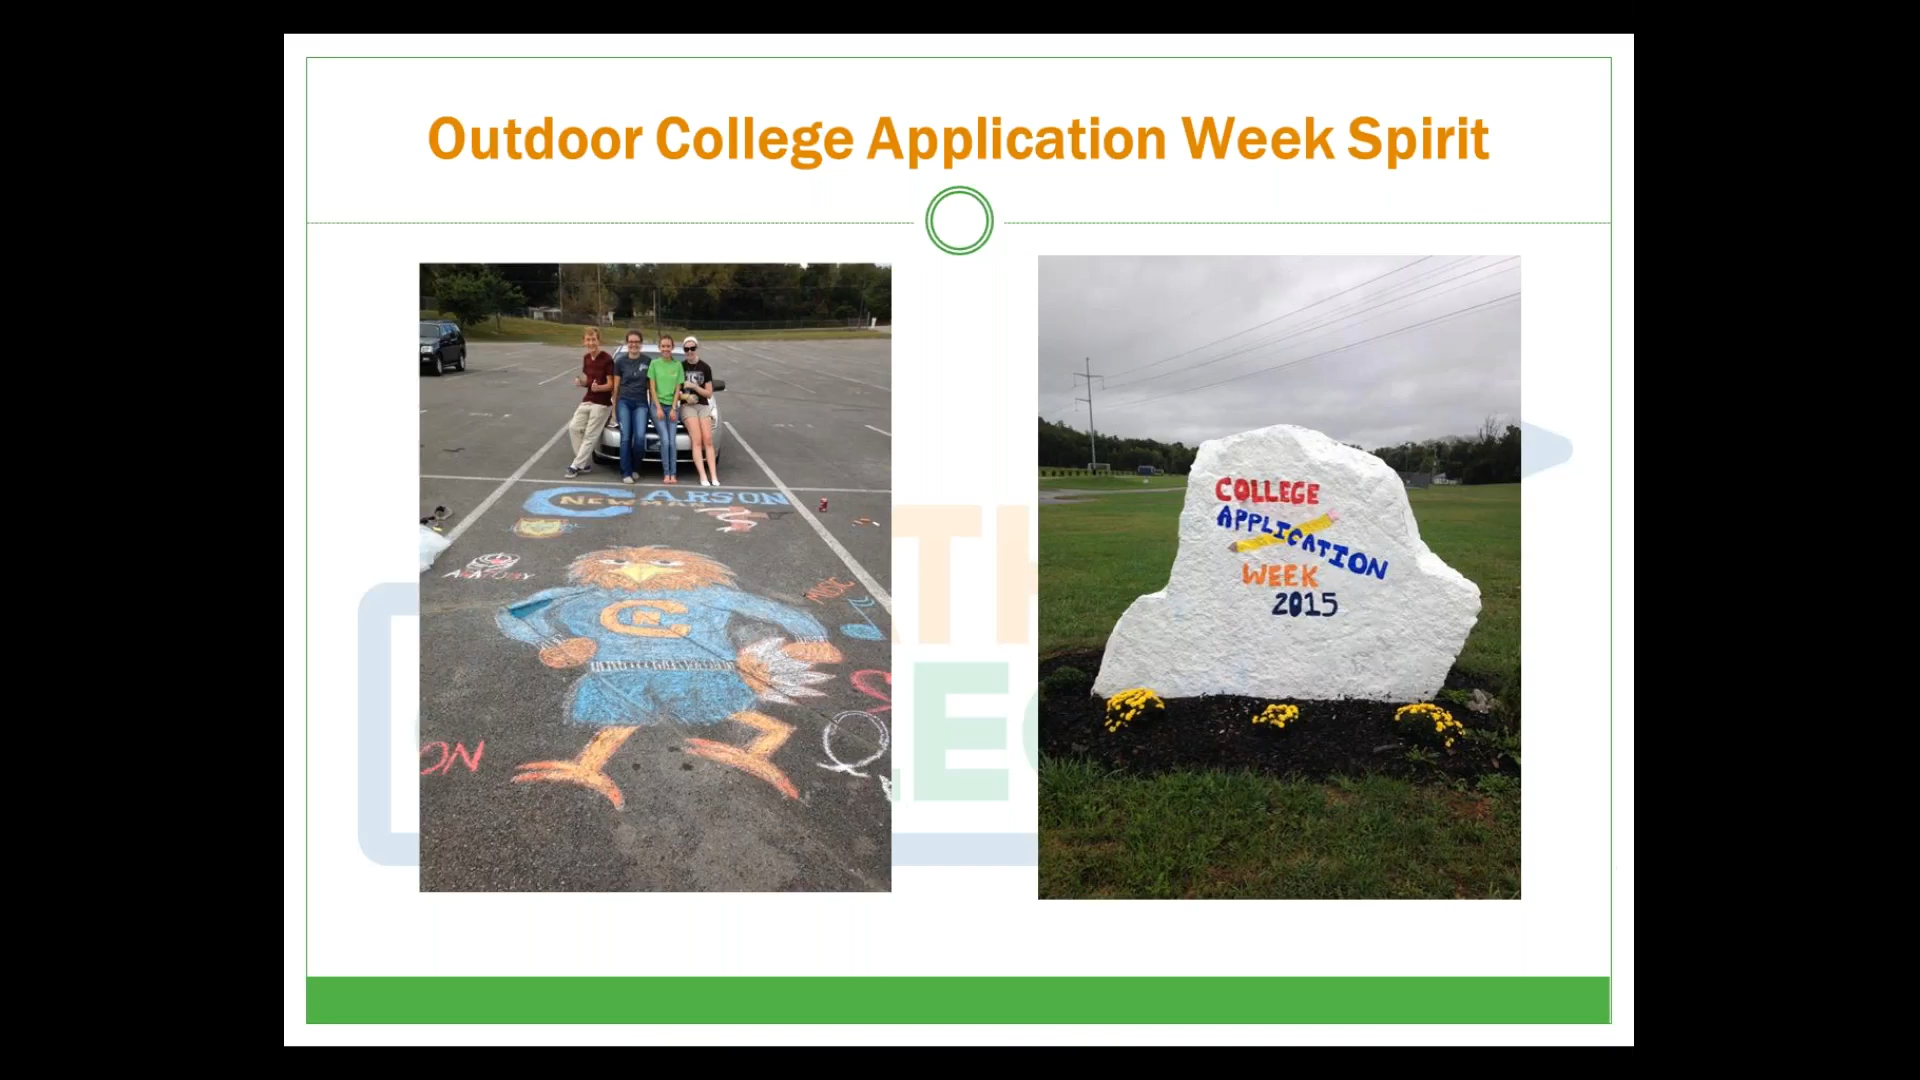 Outdoor College Application Week Spirit
CARSON
NEWMAN
COLLEGE
APPLICATION
WEEK
2015